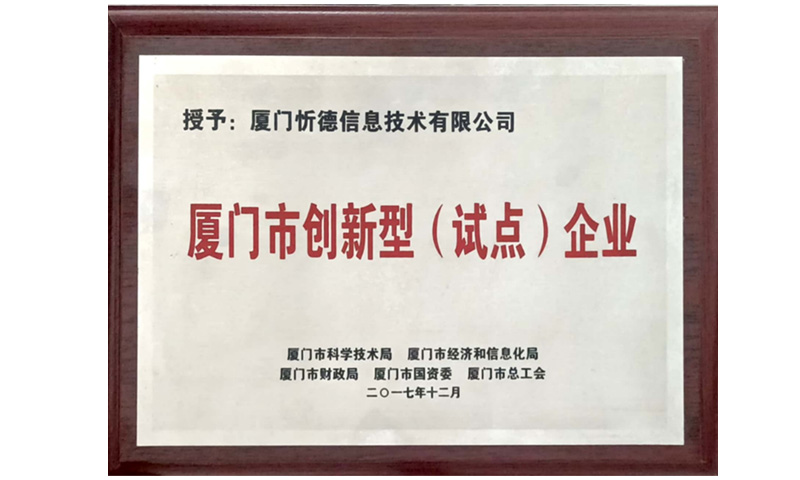 授予：厦门忻德信息技术有限公司
厦门市创新型（试点）企业
厦门市科学技术局 厦门市经济和信息化局
厦门市财政局 厦门市国资委 厦门市总工会
二〇一七年十二月